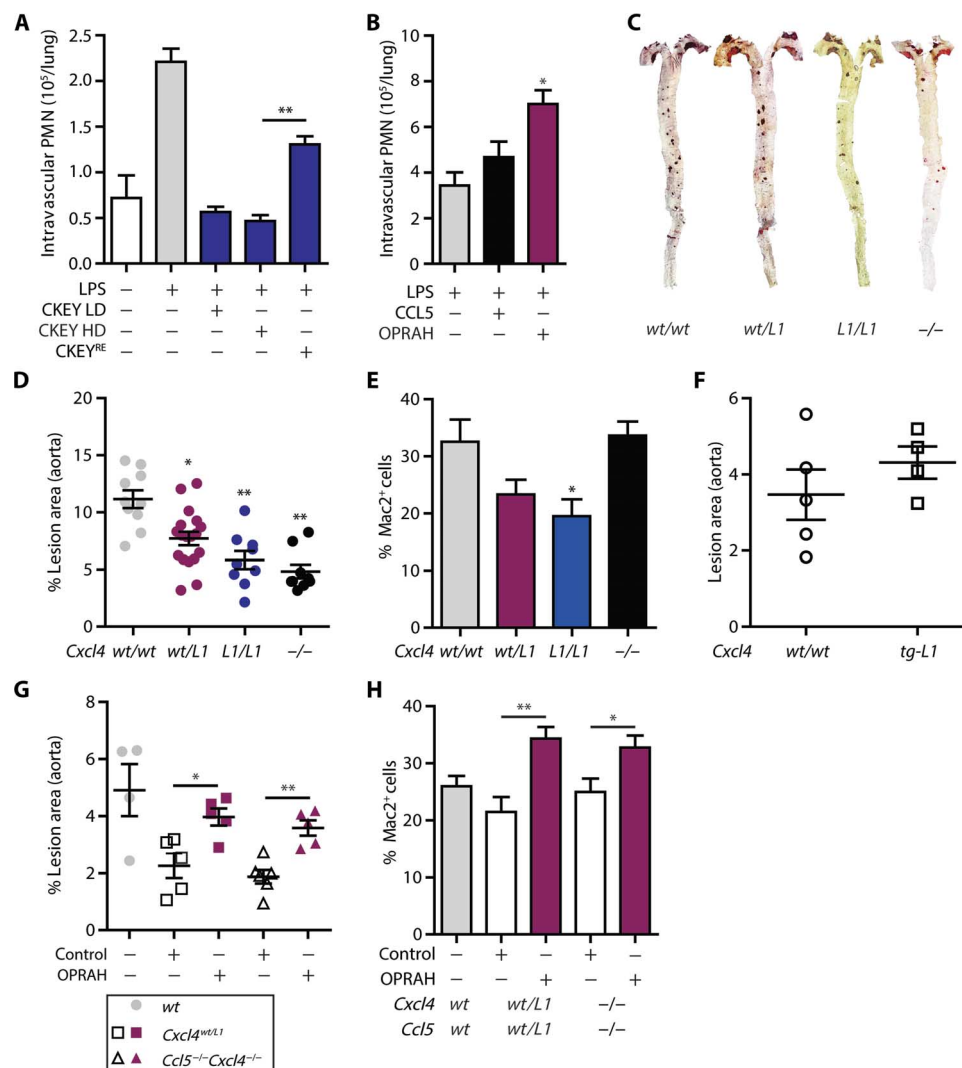 A
Intravascular PMN (10⁵/lung)
2.5
2.0
1.5
1.0
0.5
0.0
**
LPS – + + + +
CKEY LD – – + – –
CKEY HD – – – + –
CKEYᴿᴱ – – – – +
B
Intravascular PMN (10⁵/lung)
10
8
6
4
2
0
*
LPS + + +
CCL5 – + –
OPRAH – – +
C
wt/wt wt/L1 L1/L1 –/–
D
% Lesion area (aorta)
20
15
10
5
0
* ** **
Cxcl4 wt/wt wt/L1 L1/L1 –/–
E
% Mac2⁺ cells
40
30
20
10
0
*
Cxcl4 wt/wt wt/L1 L1/L1 –/–
F
Lesion area (aorta)
6
4
2
0
Cxcl4 wt/wt tg-L1
G
% Lesion area (aorta)
8
6
4
2
0
* **
Control – + – + –
OPRAH – – + – +
wt
Cxcl4ʷᵗ/ᴸ¹
Ccl5⁻/⁻Cxcl4⁻/⁻
H
% Mac2⁺ cells
40
30
20
10
0
** *
Control – + – + –
OPRAH – – + – +
Cxcl4 wt wt/L1 –/–
Ccl5 wt wt/L1 –/–